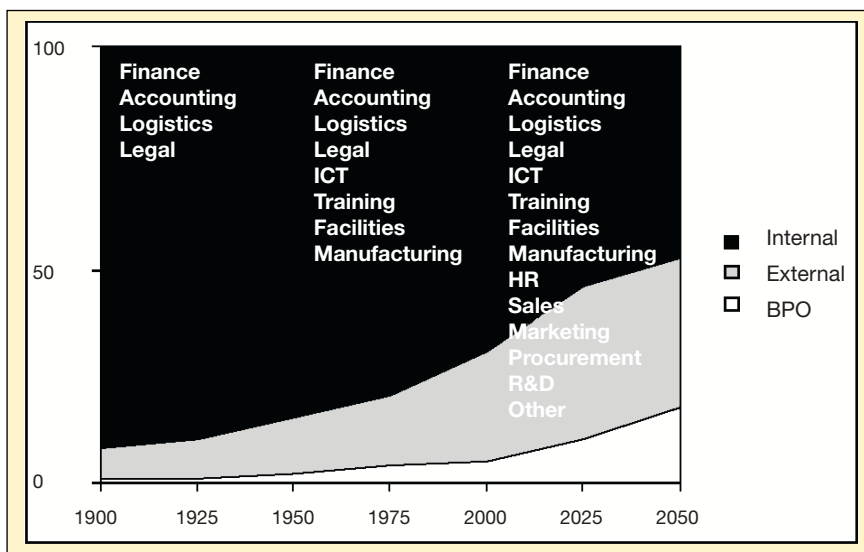 100
50
0
Finance
Accounting
Logistics
Legal
Finance
Accounting
Logistics
Legal
ICT
Training
Facilities
Manufacturing
Finance
Accounting
Logistics
Legal
ICT
Training
Facilities
Manufacturing
HR
Sales
Marketing
Procurement
R&D
Other
Internal
External
BPO
1900 1925 1950 1975 2000 2025 2050